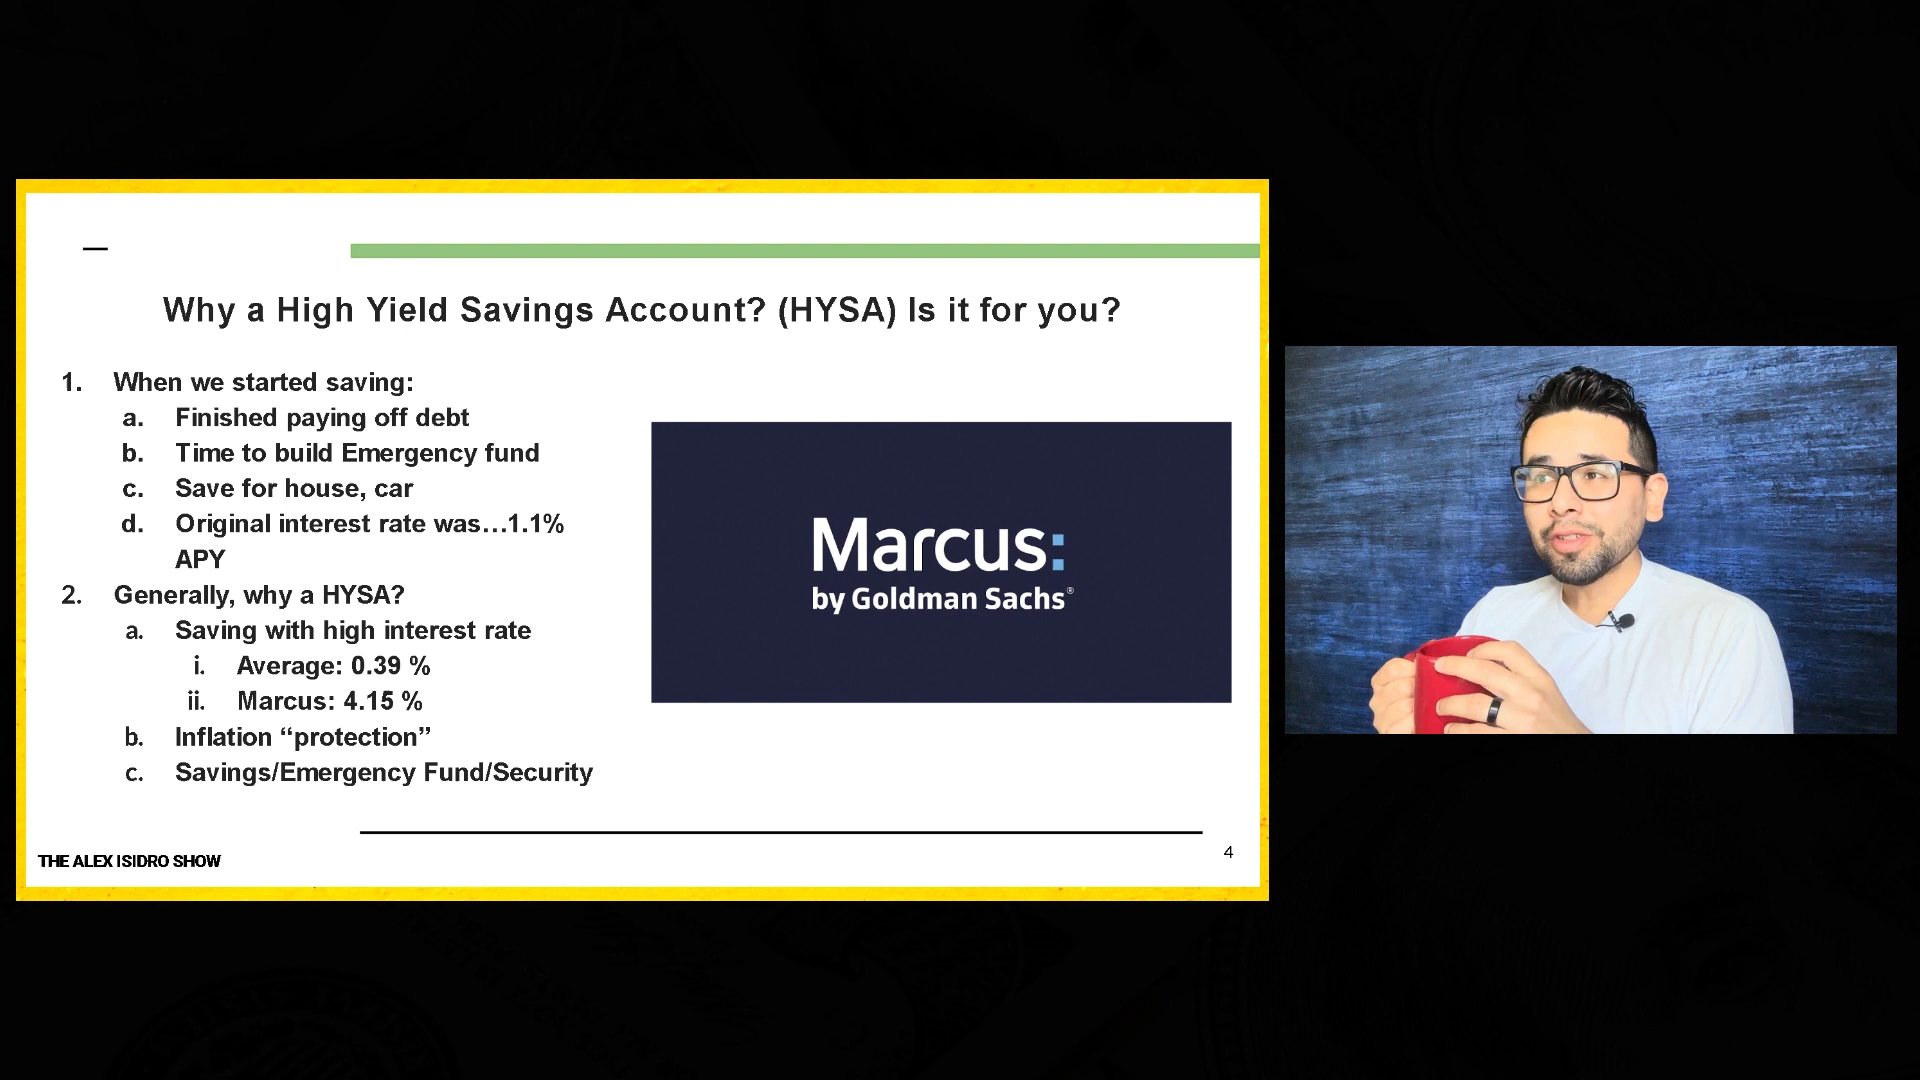 Why a High Yield Savings Account? (HYSA) Is it for you?
1. When we started saving:
a. Finished paying off debt
b. Time to build Emergency fund
c. Save for house, car
d. Original interest rate was…1.1%
APY
2. Generally, why a HYSA?
a. Saving with high interest rate
i. Average: 0.39 %
ii. Marcus: 4.15 %
b. Inflation “protection”
c. Savings/Emergency Fund/Security
Marcus:
by Goldman Sachs®
THE ALEX ISIDRO SHOW
4